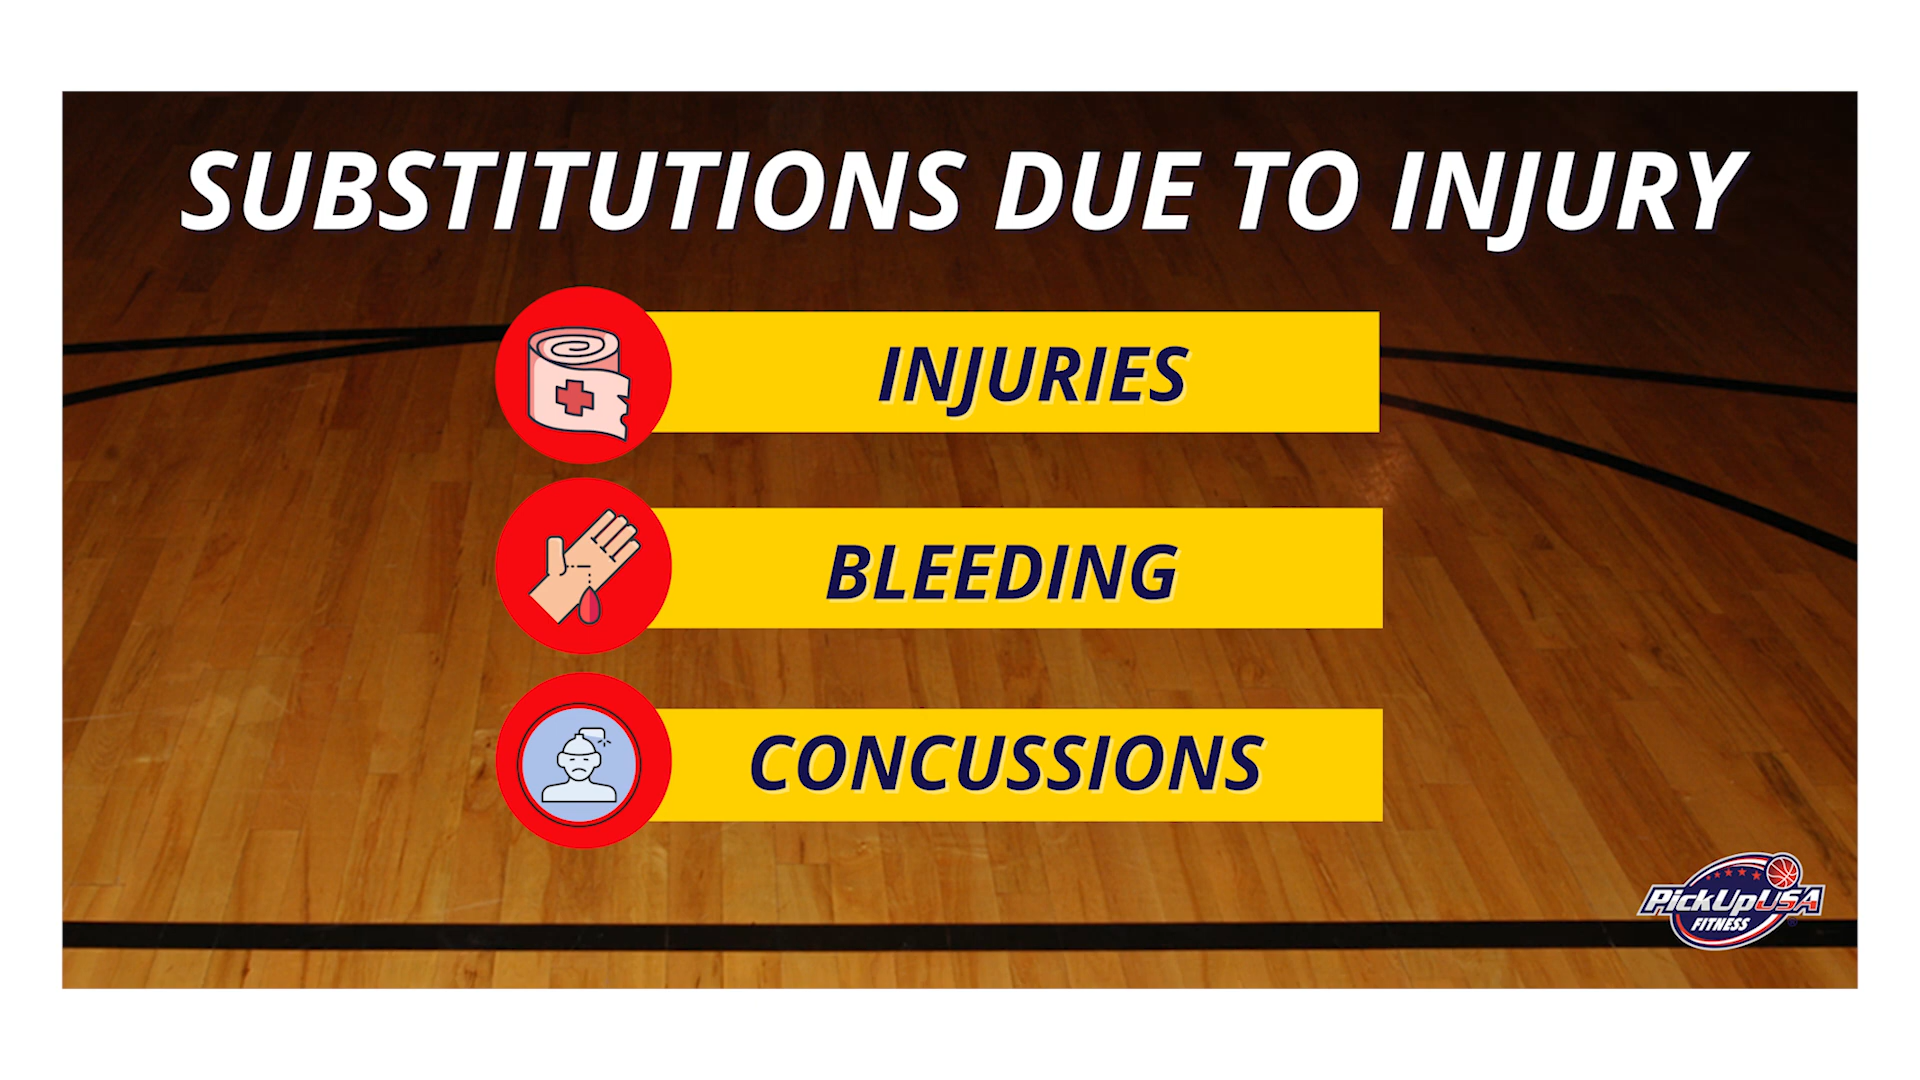 SUBSTITUTIONS DUE TO INJURY
INJURIES
BLEEDING
CONCUSSIONS
PickUpUSA
FITNESS